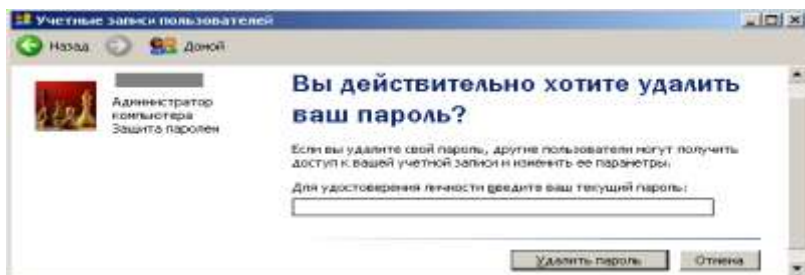 Учетные записи пользователей
Назад
Домой
Администратор
компьютера
Защита паролем
Вы действительно хотите удалить
ваш пароль?
Если вы удалите свой пароль, другие пользователи могут получить
доступ к вашей учетной записи и изменить ее параметры.
Для удостоверения личности введите ваш текущий пароль:
Удалить пароль
Отмена